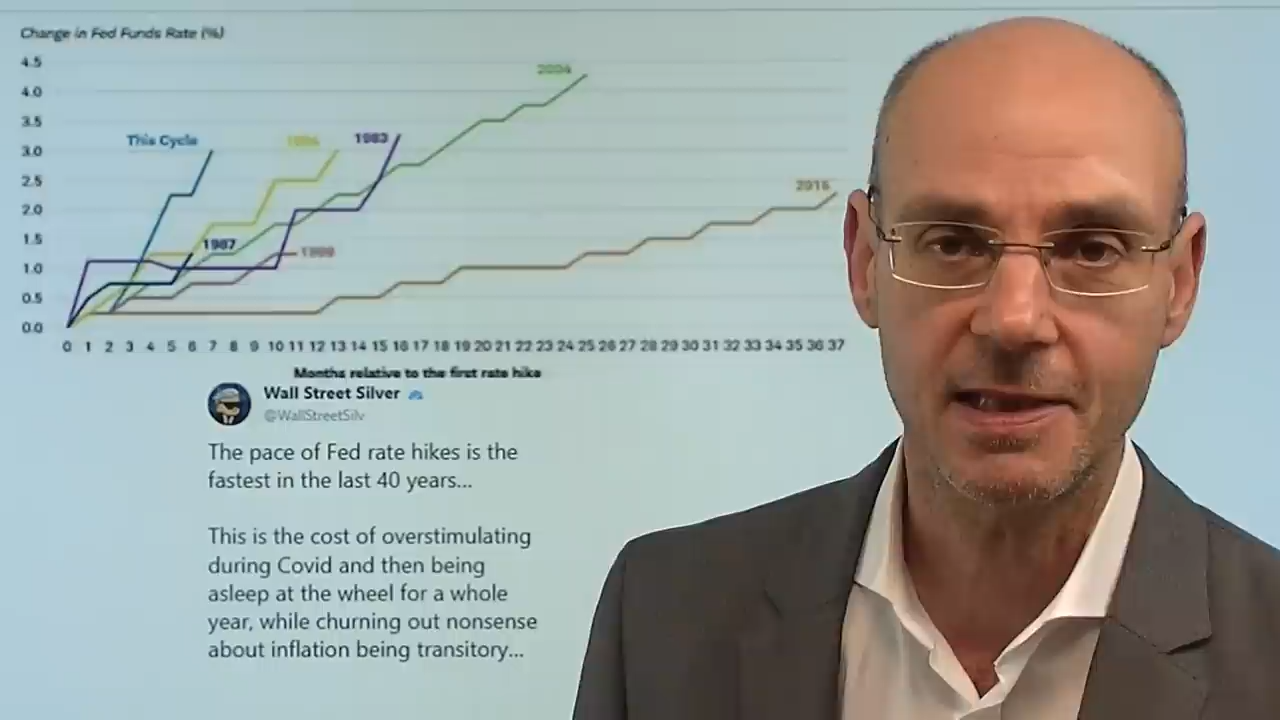 Change in Fed Funds Rate (%)
4.5
4.0
3.5
3.0
2.5
2.0
1.5
1.0
0.5
0.0
2004
This Cycle
1994
1983
2015
1987
1999
0 1 2 3 4 5 6 7 8 9 10 11 12 13 14 15 16 17 18 19 20 21 22 23 24 25 26 27 28 29 30 31 32 33 34 35 36 37
Months relative to the first rate hike
Wall Street Silver
@WallStreetSilv
The pace of Fed rate hikes is the
fastest in the last 40 years...
This is the cost of overstimulating
during Covid and then being
asleep at the wheel for a whole
year, while churning out nonsense
about inflation being transitory...